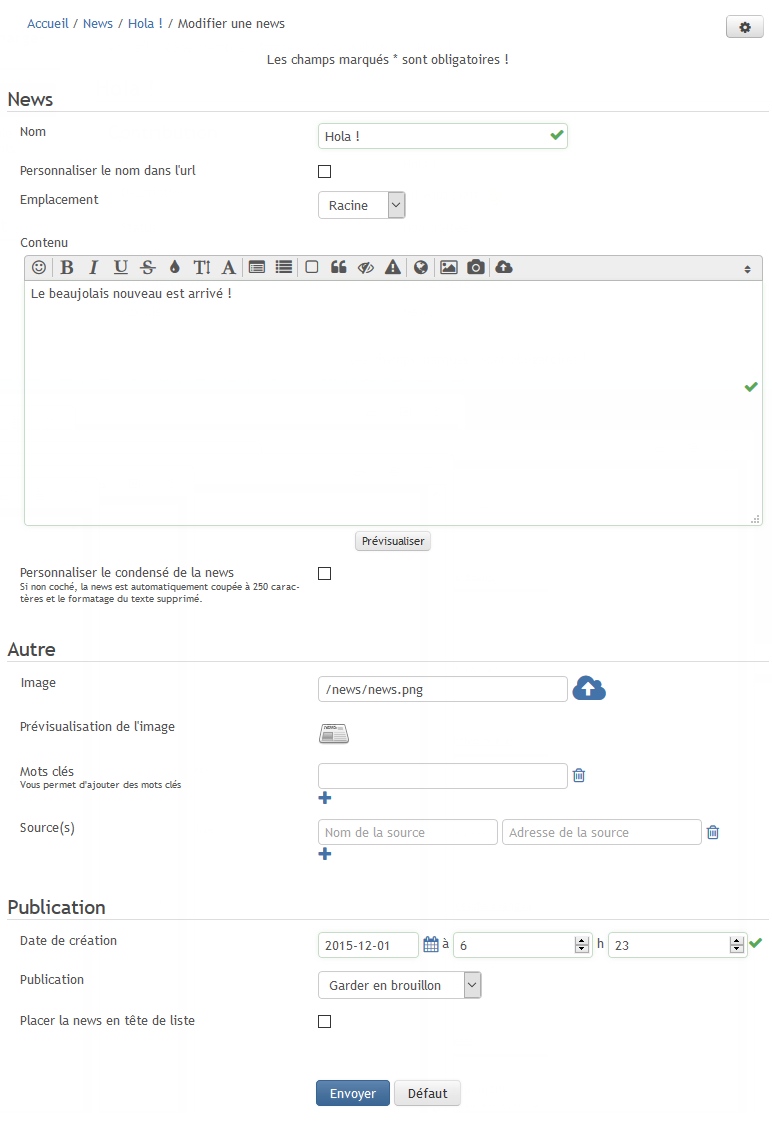 Accueil / News / Hola ! / Modifier une news
Les champs marqués * sont obligatoires !
News
Nom
Hola !
Personnaliser le nom dans l'url
Emplacement
Racine
Contenu
B I U S T A
Le beaujolais nouveau est arrivé !
Prévisualiser
Personnaliser le condensé de la news
Si non coché, la news est automatiquement coupée à 250 carac-
tères et le formatage du texte supprimé.
Autre
Image
/news/news.png
Prévisualisation de l'image
Mots clés
Vous permet d'ajouter des mots clés
Source(s)
Nom de la source
Adresse de la source
Publication
Date de création
2015-12-01 à 6 h 23
Publication
Garder en brouillon
Placer la news en tête de liste
Envoyer
Défaut